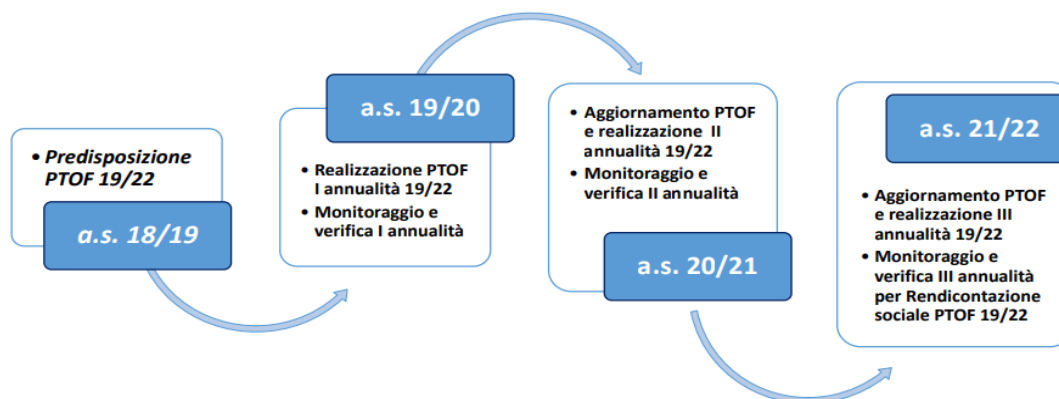 • Predisposizione
PTOF 19/22
a.s. 18/19
a.s. 19/20
• Realizzazione PTOF
I annualità 19/22
• Monitoraggio e
verifica I annualità
• Aggiornamento PTOF
e realizzazione II
annualità 19/22
• Monitoraggio e
verifica II annualità
a.s. 20/21
a.s. 21/22
• Aggiornamento PTOF
e realizzazione III
annualità 19/22
• Monitoraggio e
verifica III annualità
per Rendicontazione
sociale PTOF 19/22